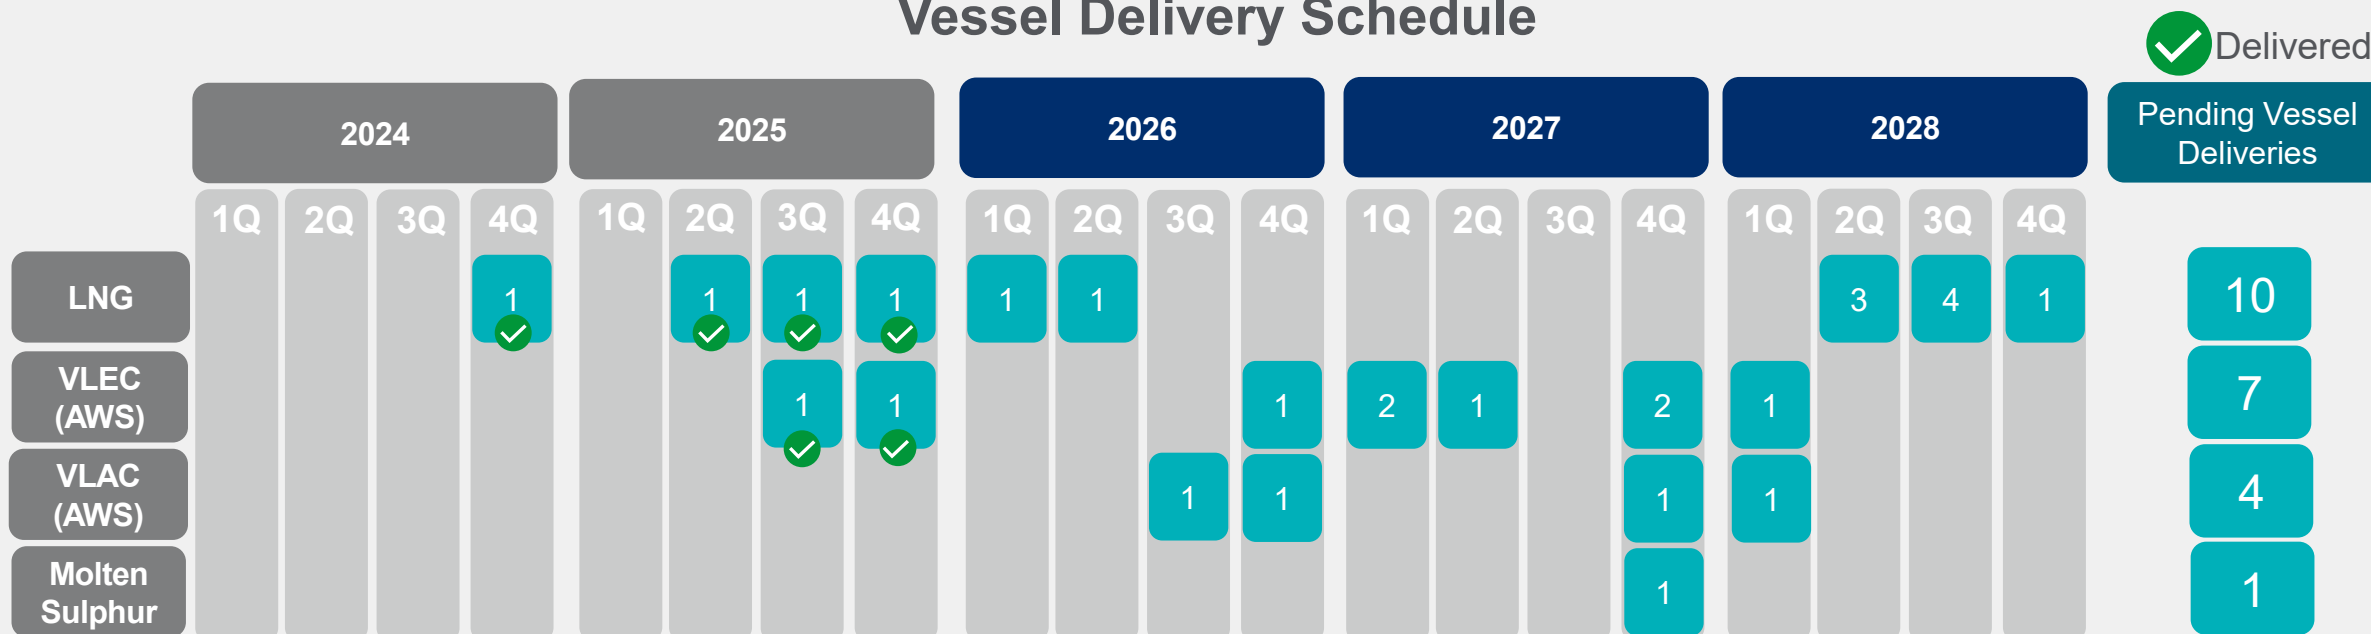 Vessel Delivery Schedule
Delivered
2024 2025 2026 2027 2028 Pending Vessel
Deliveries
1Q 2Q 3Q 4Q 1Q 2Q 3Q 4Q 1Q 2Q 3Q 4Q 1Q 2Q 3Q 4Q 1Q 2Q 3Q 4Q
LNG 1 1 1 1 1 1 3 4 1 10
VLEC
(AWS) 1 1 1 2 1 2 1 7
VLAC
(AWS) 1 1 1 1 4
Molten
Sulphur 1 1